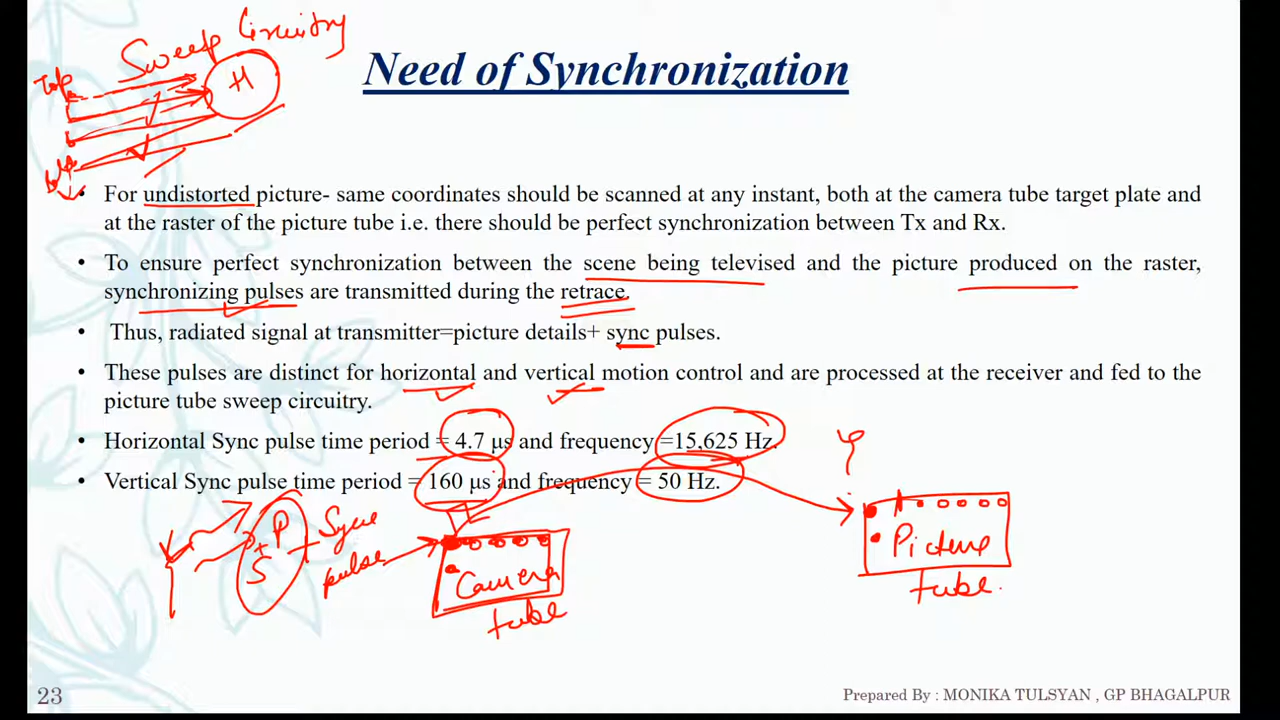 Sweep Circuitry
Top
H
Need of Synchronization
• For undistorted picture- same coordinates should be scanned at any instant, both at the camera tube target plate and
at the raster of the picture tube i.e. there should be perfect synchronization between Tx and Rx.
• To ensure perfect synchronization between the scene being televised and the picture produced on the raster,
synchronizing pulses are transmitted during the retrace.
• Thus, radiated signal at transmitter=picture details+ sync pulses.
• These pulses are distinct for horizontal and vertical motion control and are processed at the receiver and fed to the
picture tube sweep circuitry.
• Horizontal Sync pulse time period = 4.7 μs and frequency =15,625 Hz.
• Vertical Sync pulse time period = 160 μs and frequency = 50 Hz.
P
+
S
+ Sync
pulse
Camera
tube
Picture
tube.
23
Prepared By : MONIKA TULSYAN , GP BHAGALPUR